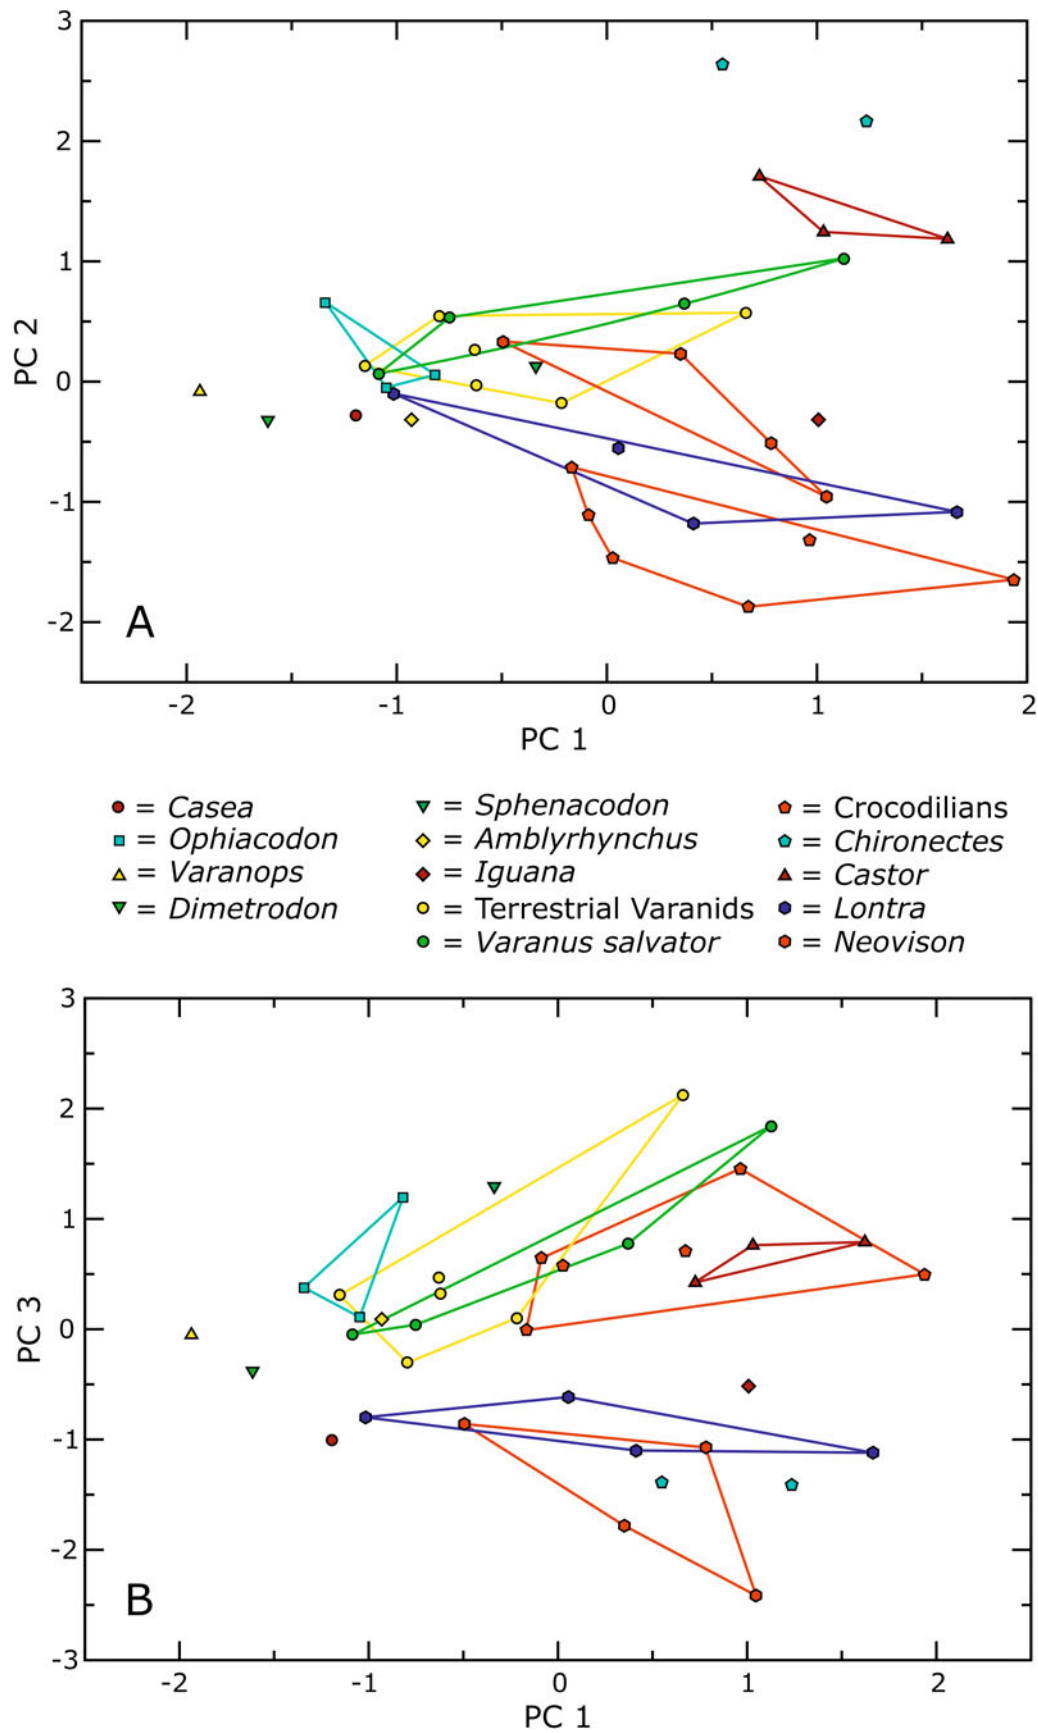 3
2
1
0
-1
-2
PC 2
A
-2 -1 0 1 2
PC 1
= Casea = Sphenacodon = Crocodilians
= Ophiacodon = Amblyrhynchus = Chironectes
= Varanops = Iguana = Castor
= Dimetrodon = Terrestrial Varanids = Lontra
= Varanus salvator = Neovison
3
2
1
0
-1
-2
-3
PC 3
B
-2 -1 0 1 2
PC 1